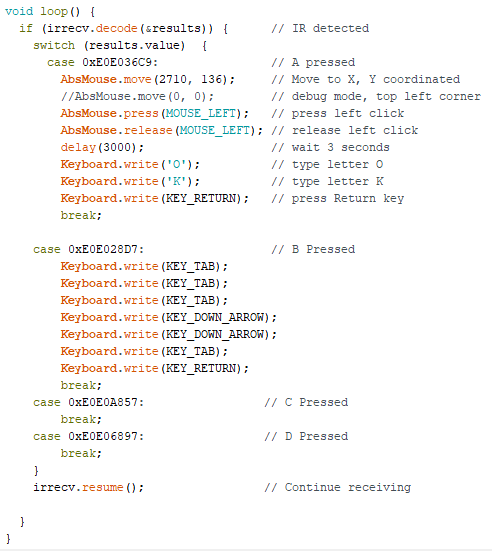 void loop() {
  if (irrecv.decode(&results)) {      // IR detected
    switch (results.value)  {
      case 0xE0E036C9:                // A pressed
        AbsMouse.move(2710, 136);     // Move to X, Y coordinated
        //AbsMouse.move(0, 0);        // debug mode, top left corner
        AbsMouse.press(MOUSE_LEFT);   // press left click
        AbsMouse.release(MOUSE_LEFT); // release left click
        delay(3000);                  // wait 3 seconds
        Keyboard.write('O');          // type letter O
        Keyboard.write('K');          // type letter K
        Keyboard.write(KEY_RETURN);   // press Return key
        break;

    case 0xE0E028D7:                  // B Pressed
        Keyboard.write(KEY_TAB);
        Keyboard.write(KEY_TAB);
        Keyboard.write(KEY_TAB);
        Keyboard.write(KEY_DOWN_ARROW);
        Keyboard.write(KEY_DOWN_ARROW);
        Keyboard.write(KEY_TAB);
        Keyboard.write(KEY_RETURN);
        break;
    case 0xE0E0A857:                 // C Pressed
        break;
    case 0xE0E06897:                 // D Pressed
        break;
    }
    irrecv.resume();                 // Continue receiving

  }
}